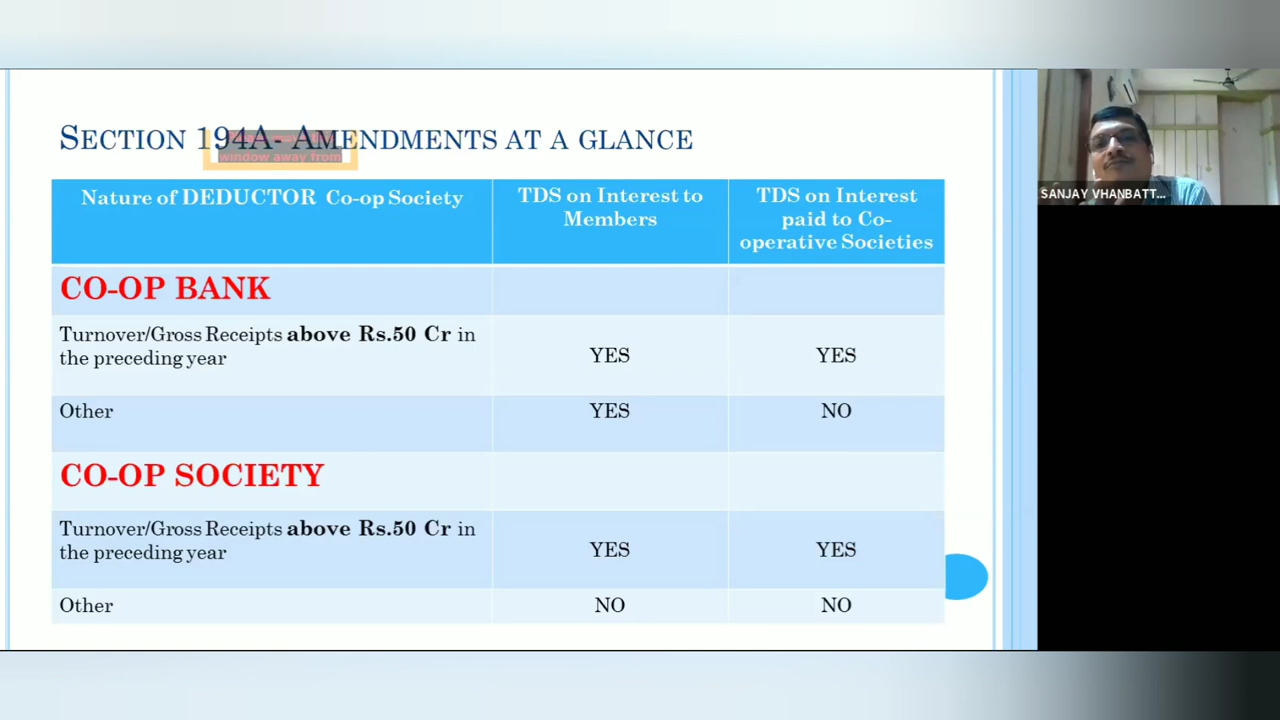 SECTION 194A- AMENDMENTS AT A GLANCE
window away from
Nature of DEDUCTOR Co-op Society
TDS on Interest to
Members
TDS on Interest
paid to Co-
operative Societies
CO-OP BANK
Turnover/Gross Receipts above Rs.50 Cr in
the preceding year
YES
YES
Other
YES
NO
CO-OP SOCIETY
Turnover/Gross Receipts above Rs.50 Cr in
the preceding year
YES
YES
Other
NO
NO
SANJAY VHANBATT...